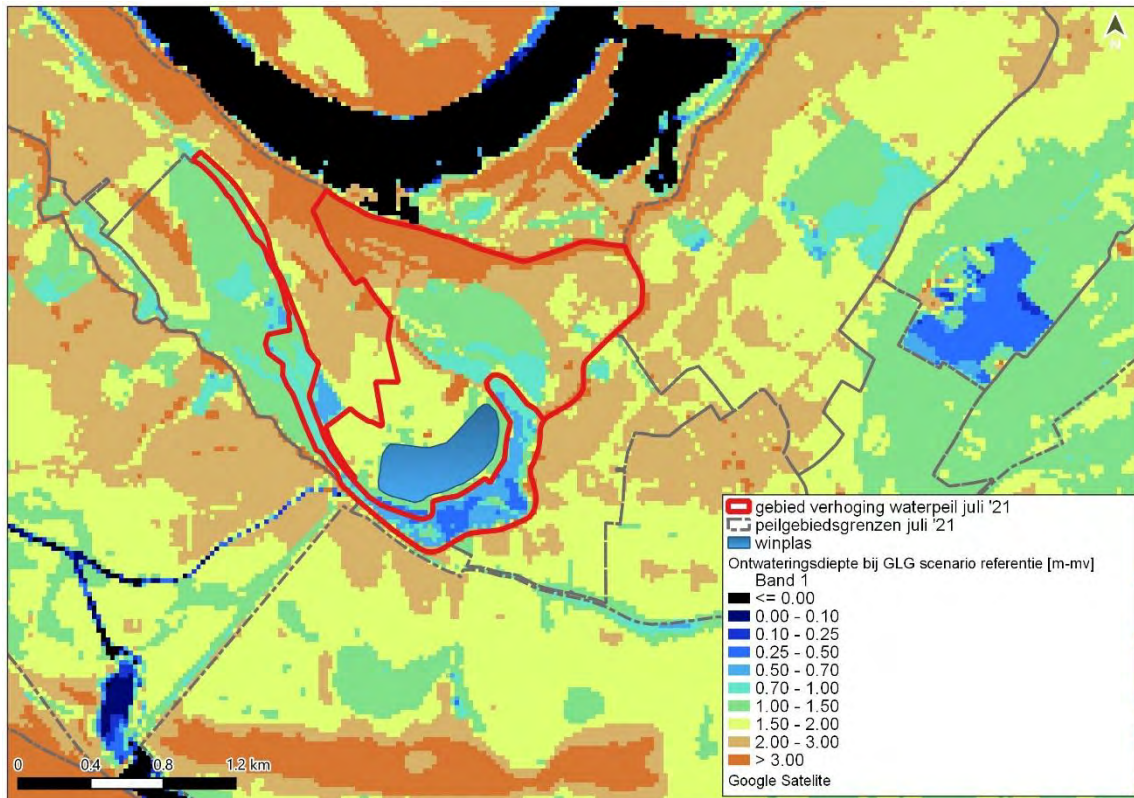 N
gebied verhoging waterpeil juli '21
peilgebiedsgrenzen juli '21
winplas
Ontwateringsdiepte bij GLG scenario referentie [m-mv]
Band 1
<= 0.00
0.00 - 0.10
0.10 - 0.25
0.25 - 0.50
0.50 - 0.70
0.70 - 1.00
1.00 - 1.50
1.50 - 2.00
2.00 - 3.00
> 3.00
Google Satelite
0 0.4 0.8 1.2 km